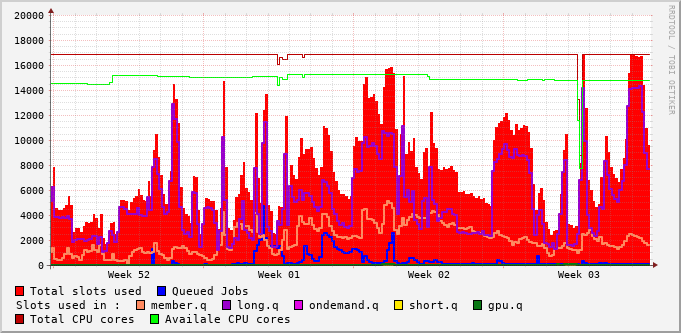 20000
18000
16000
14000
12000
10000
8000
6000
4000
2000
0
Week 52 Week 01 Week 02 Week 03
RRDTOOL / TOBI OETIKER
Total slots used Queued Jobs
Slots used in : member.q long.q ondemand.q short.q gpu.q
Total CPU cores Availale CPU cores